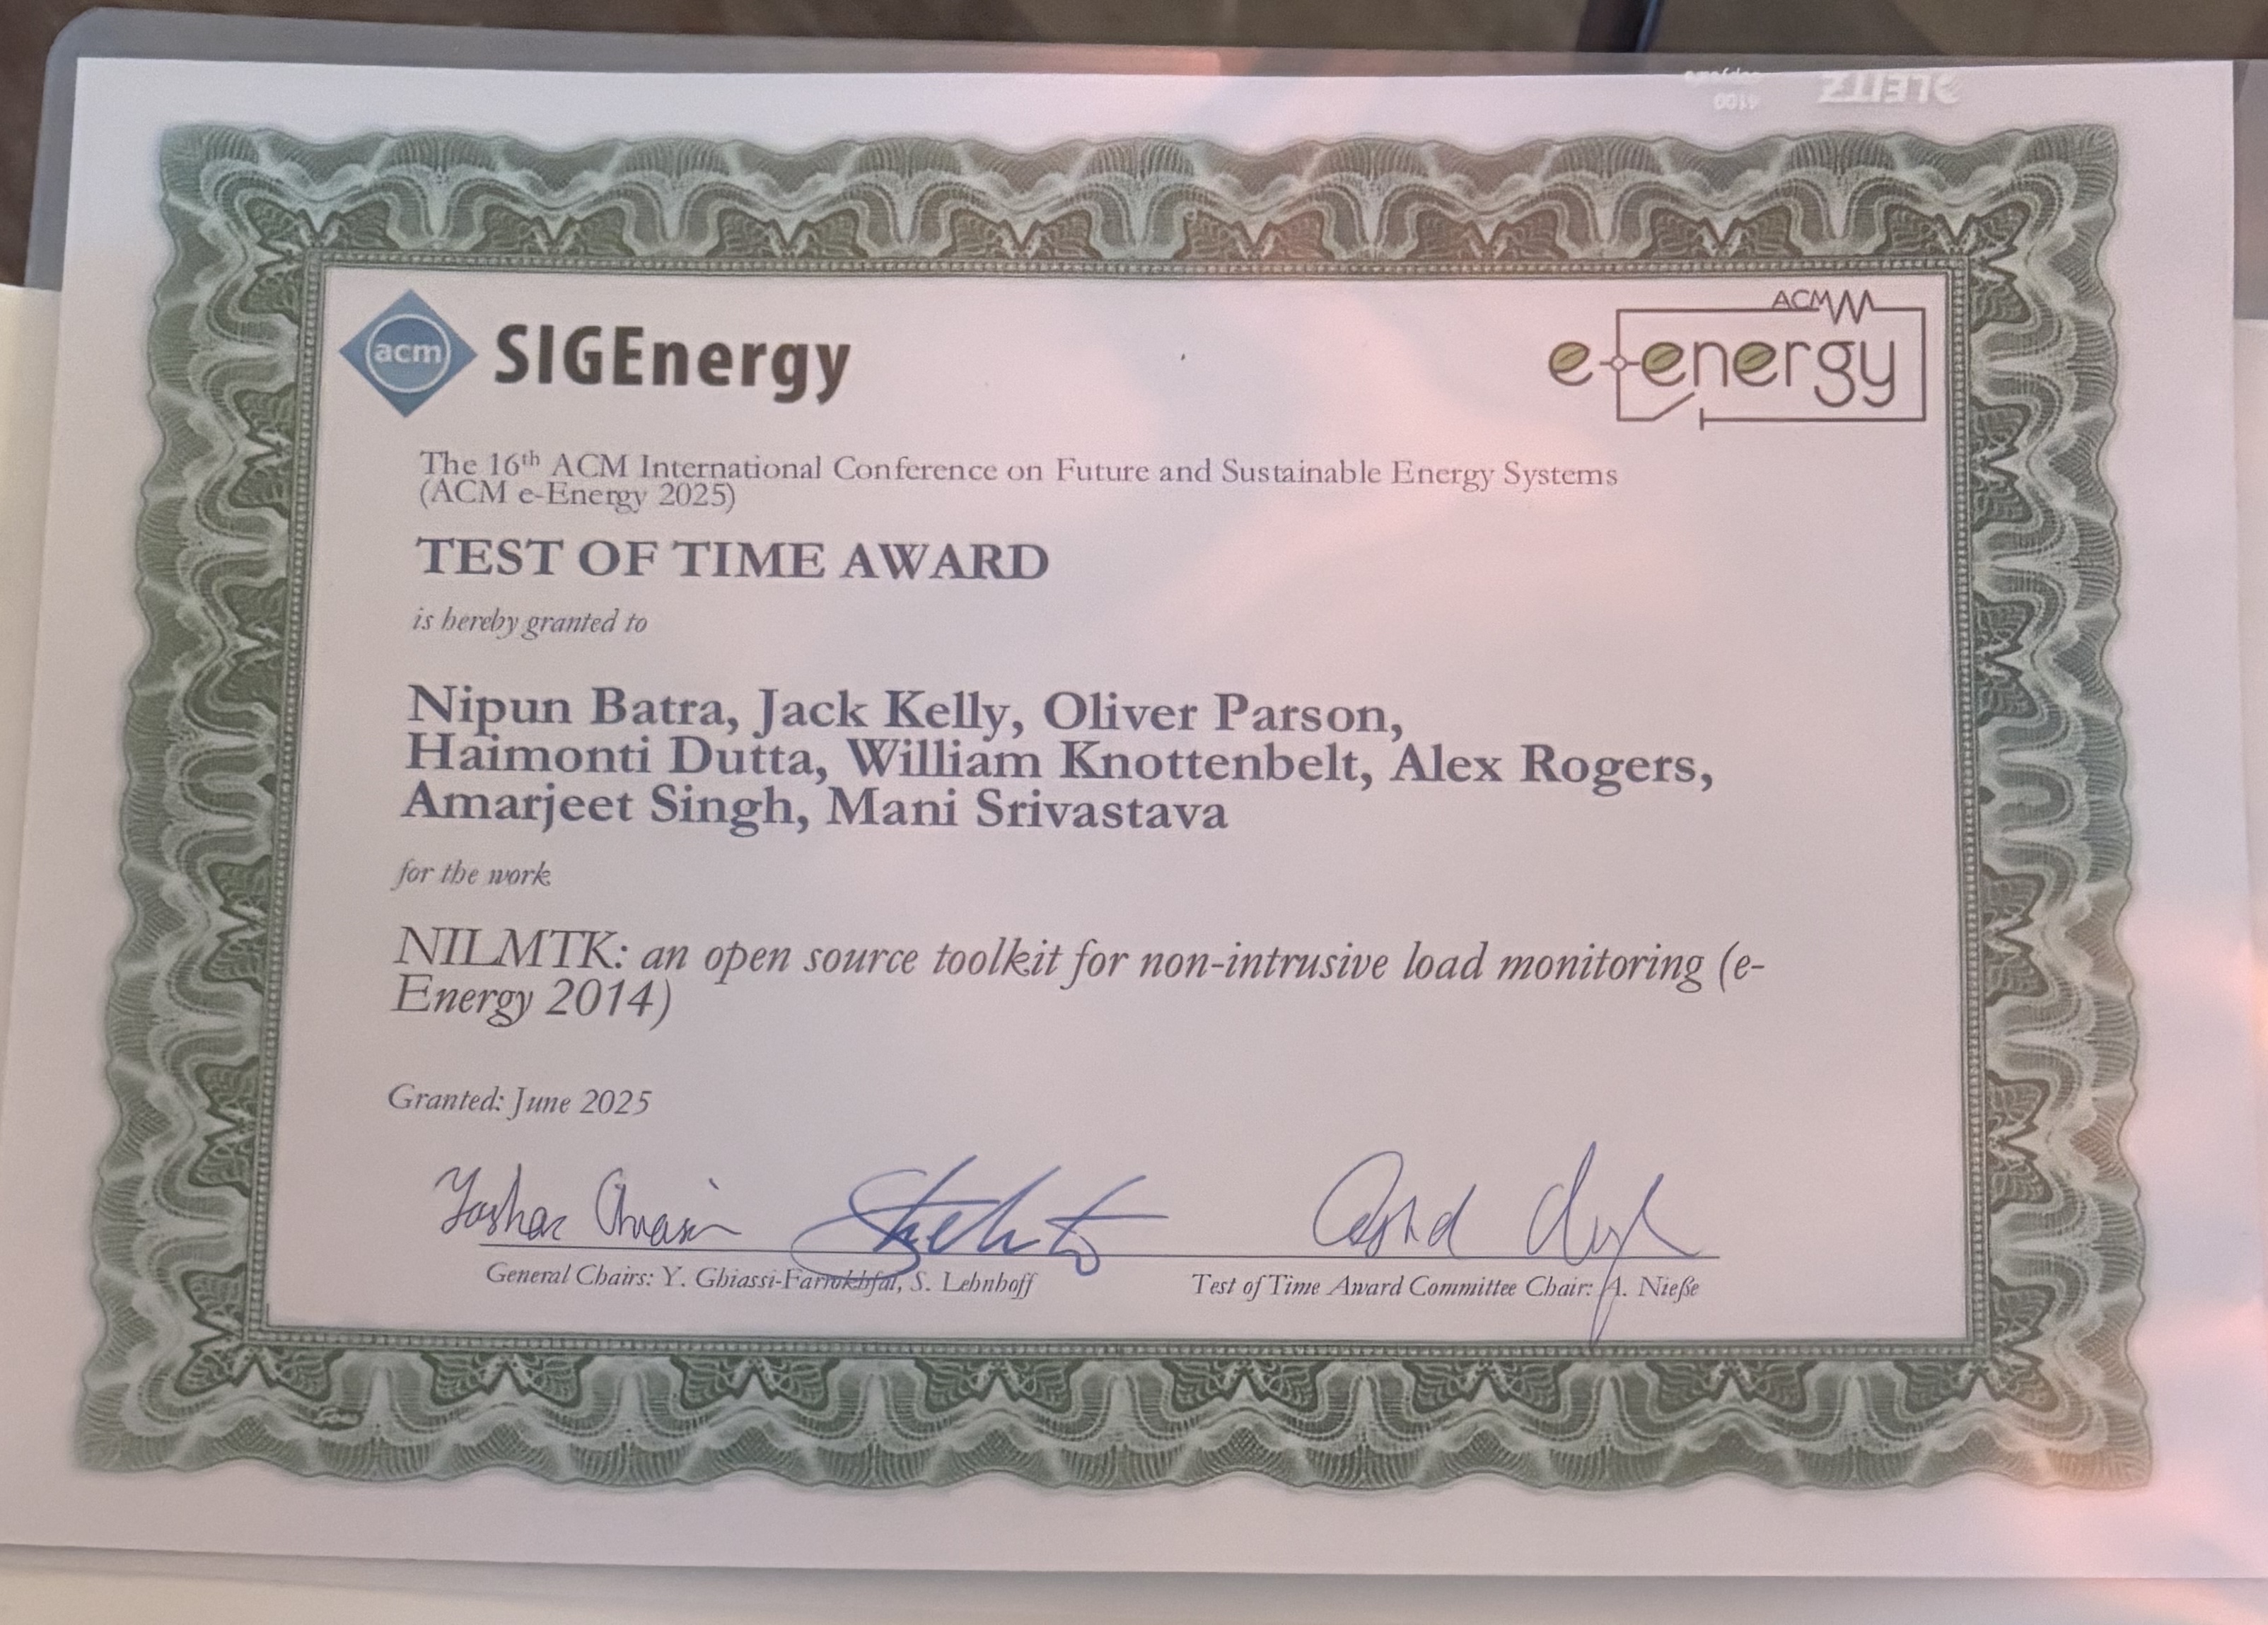 LEITZ
4100
acm
SIGEnergy
ACM
e-energy
The 16th ACM International Conference on Future and Sustainable Energy Systems
(ACM e-Energy 2025)
TEST OF TIME AWARD
is hereby granted to
Nipun Batra, Jack Kelly, Oliver Parson,
Haimonti Dutta, William Knottenbelt, Alex Rogers,
Amarjeet Singh, Mani Srivastava
for the work
NILMTK: an open source toolkit for non-intrusive load monitoring (e-
Energy 2014)
Granted: June 2025
General Chairs: Y. Ghiassi-Farrokhfal, S. Lehnhoff
Test of Time Award Committee Chair: A. Nieße